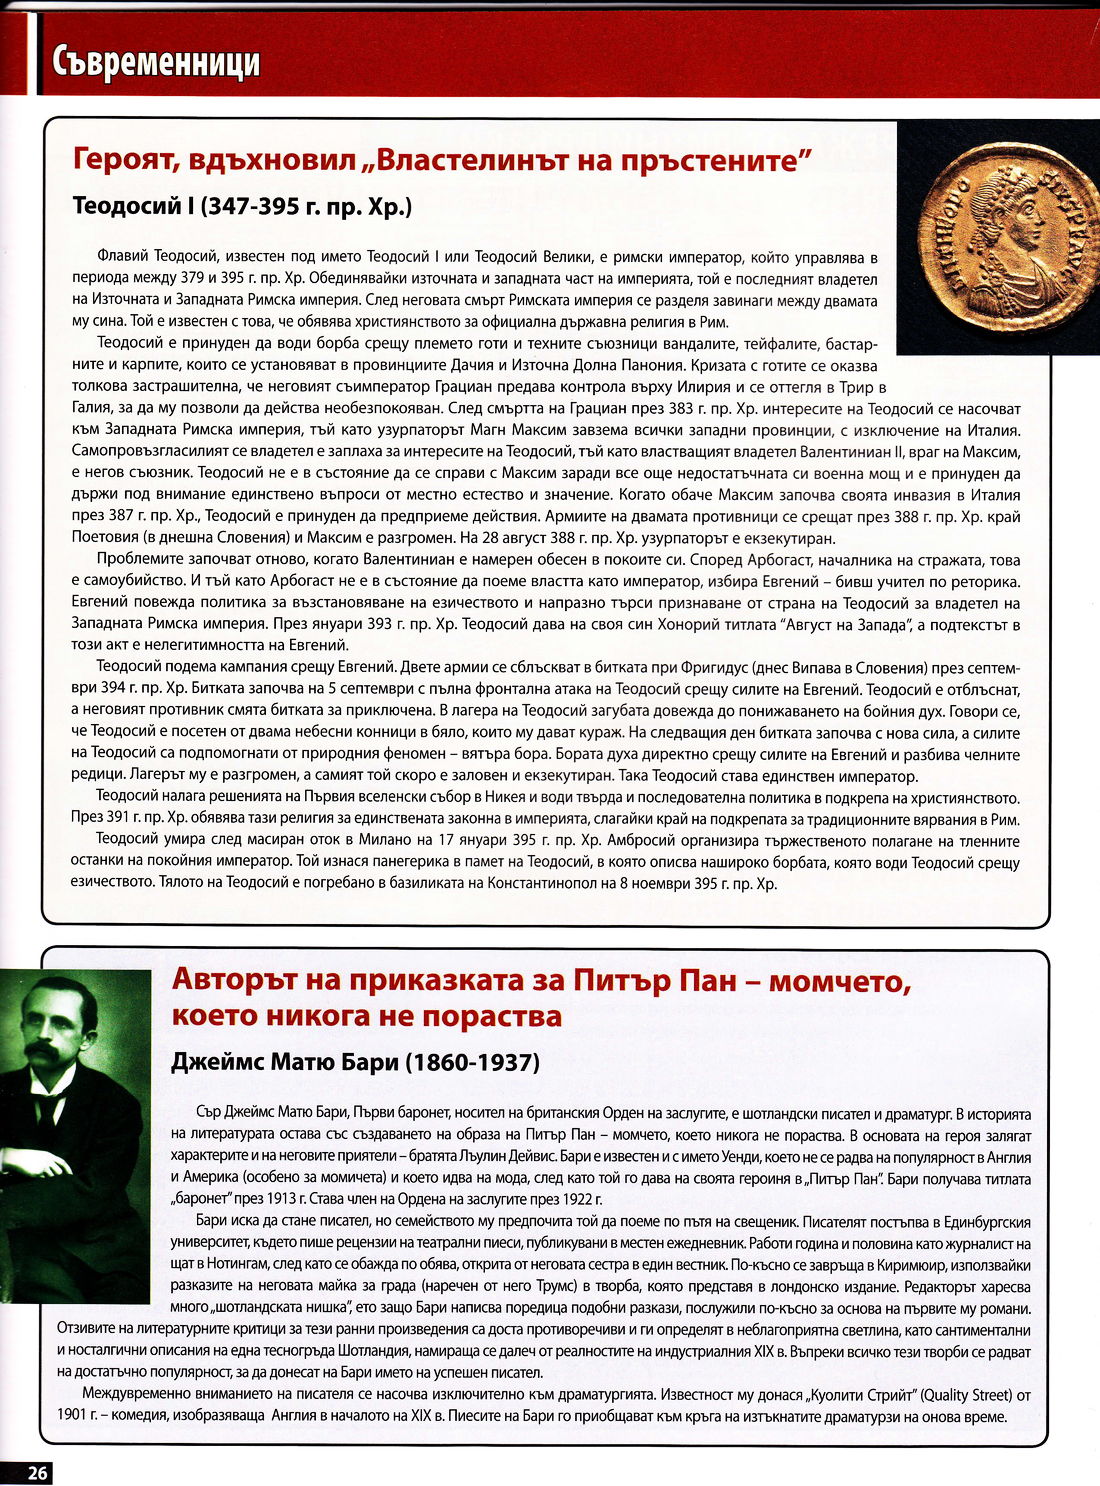 Съвременници
Героят, вдъхновил „Властелинът на пръстените”
Теодосий I (347-395 г. пр. Хр.)
Флавий Теодосий, известен под името Теодосий I или Теодосий Велики, е римски император, който управлява в
периода между 379 и 395 г. пр. Хр. Обединявайки източната и западната част на империята, той е последният владетел
на Източната и Западната Римска империя. След неговата смърт Римската империя се разделя завинаги между двамата
му сина. Той е известен с това, че обявява християнството за официална държавна религия в Рим.
Теодосий е принуден да води борба срещу племето готи и техните съюзници вандалите, тейфалите, бастар-
ните и карпите, които се установяват в провинциите Дачия и Източна Долна Панония. Кризата с готите се оказва
толкова застрашителна, че неговият съимператор Грациан предава контрола върху Илирия и се оттегля в Трир в
Галия, за да му позволи да действа необезпокояван. След смъртта на Грациан през 383 г. пр. Хр. интересите на Теодосий се насочват
към Западната Римска империя, тъй като узурпаторът Магн Максим завзема всички западни провинции, с изключение на Италия.
Самопровъзгласилият се владетел е заплаха за интересите на Теодосий, тъй като властващият владетел Валентиниан II, враг на Максим,
е негов съюзник. Теодосий не е в състояние да се справи с Максим заради все още недостатъчната си военна мощ и е принуден да
държи под внимание единствено въпроси от местно естество и значение. Когато обаче Максим започва своята инвазия в Италия
през 387 г. пр. Хр., Теодосий е принуден да предприеме действия. Армиите на двамата противници се срещат през 388 г. пр. Хр. край
Поетовия (в днешна Словения) и Максим е разгромен. На 28 август 388 г. пр. Хр. узурпаторът е екзекутиран.
Проблемите започват отново, когато Валентиниан е намерен обесен в покоите си. Според Арбогаст, началника на стражата, това
е самоубийство. И тъй като Арбогаст не е в състояние да поеме властта като император, избира Евгений – бивш учител по реторика.
Евгений повежда политика за възстановяване на езичеството и напразно търси признаване от страна на Теодосий за владетел на
Западната Римска империя. През януари 393 г. пр. Хр. Теодосий дава на своя син Хонорий титлата “Август на Запада”, а подтекстът в
този акт е нелегитимността на Евгений.
Теодосий подема кампания срещу Евгений. Двете армии се сблъскват в битката при Фригидус (днес Випава в Словения) през септем-
ври 394 г. пр. Хр. Битката започва на 5 септември с пълна фронтална атака на Теодосий срещу силите на Евгений. Теодосий е отблъснат,
а неговият противник смята битката за приключена. В лагера на Теодосий загубата довежда до понижаването на бойния дух. Говори се,
че Теодосий е посетен от двама небесни конници в бяло, които му дават кураж. На следващия ден битката започва с нова сила, а силите
на Теодосий са подпомогнати от природния феномен – вятъра бора. Бората духа директно срещу силите на Евгений и разбива челните
редици. Лагерът му е разгромен, а самият той скоро е заловен и екзекутиран. Така Теодосий става единствен император.
Теодосий налага решенията на Първия вселенски събор в Никея и води твърда и последователна политика в подкрепа на християнството.
През 391 г. пр. Хр. обявява тази религия за единствената законна в империята, слагайки край на подкрепата за традиционните вярвания в Рим.
Теодосий умира след масиран оток в Милано на 17 януари 395 г. пр. Хр. Амбросий организира тържественото полагане на тленните
останки на покойния император. Той изнася панегерика в памет на Теодосий, в която описва нашироко борбата, която води Теодосий срещу
езичеството. Тялото на Теодосий е погребано в базиликата на Константинопол на 8 ноември 395 г. пр. Хр.
Авторът на приказката за Питър Пан – момчето,
което никога не пораства
Джеймс Матю Бари (1860-1937)
Сър Джеймс Матю Бари, Първи баронет, носител на британския Орден на заслугите, е шотландски писател и драматург. В историята
на литературата остава със създаването на образа на Питър Пан – момчето, което никога не пораства. В основата на героя залягат
характерите и на неговите приятели – братята Лъулин Дейвис. Бари е известен и с името Уенди, което не се радва на популярност в Англия
и Америка (особено за момичета) и което идва на мода, след като той го дава на своята героиня в „Питър Пан”. Бари получава титлата
„баронет” през 1913 г. Става член на Ордена на заслугите през 1922 г.
Бари иска да стане писател, но семейството му предпочита той да поеме по пътя на свещеник. Писателят постъпва в Единбургския
университет, където пише рецензии на театрални пиеси, публикувани в местен ежедневник. Работи година и половина като журналист на
щат в Нотингам, след като се обажда по обява, открита от неговата сестра в един вестник. По-късно се завръща в Киримюир, използвайки
разказите на неговата майка за града (наречен от него Трумс) в творба, която представя в лондонско издание. Редакторът харесва
много „шотландската нишка”, ето защо Бари написва поредица подобни разкази, послужили по-късно за основа на първите му романи.
Отзивите на литературните критици за тези ранни произведения са доста противоречиви и ги определят в неблагоприятна светлина, като сантиментални
и носталгични описания на една тесногръда Шотландия, намираща се далеч от реалностите на индустриалния XIX в. Въпреки всичко тези творби се радват
на достатъчно популярност, за да донесат на Бари името на успешен писател.
Междувременно вниманието на писателя се насочва изключително към драматургията. Известност му донася „Куолити Стрийт” (Quality Street) от
1901 г. – комедия, изобразяваща Англия в началото на XIX в. Пиесите на Бари го приобщават към кръга на изтъкнатите драматурзи на онова време.
26